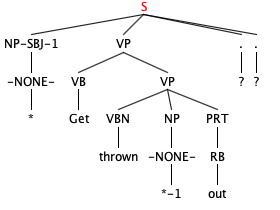 S
NP-SBJ-1 VP . .
-NONE- VB VP ? ?
* Get VBN NP PRT
thrown -NONE- RB
*-1 out